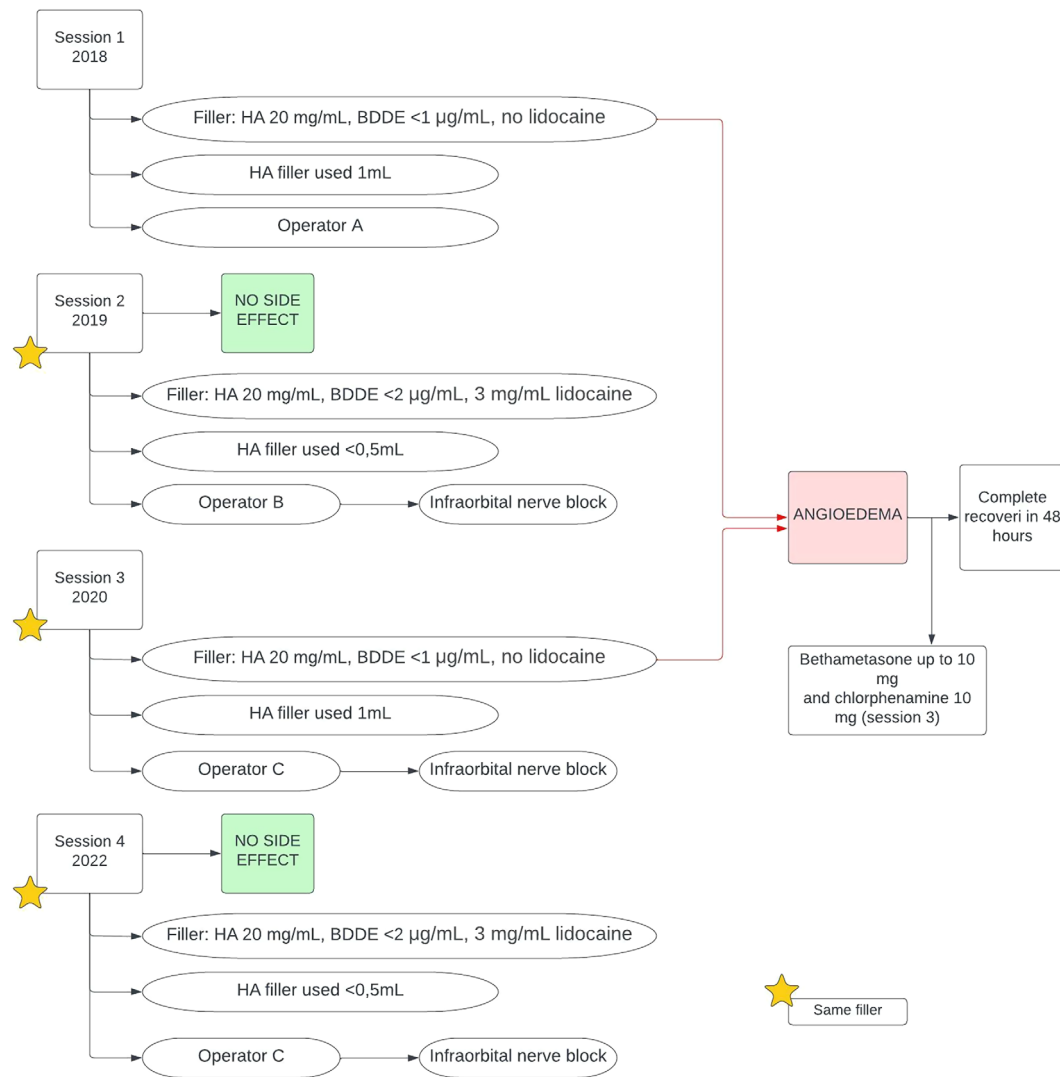 Session 1
2018
Filler: HA 20 mg/mL, BDDE <1 µg/mL, no lidocaine
HA filler used 1mL
Operator A
Session 2
2019
NO SIDE
EFFECT
Filler: HA 20 mg/mL, BDDE <2 µg/mL, 3 mg/mL lidocaine
HA filler used <0,5mL
Operator B
Infraorbital nerve block
ANGIOEDEMA
Complete
recoveri in 48
hours
Session 3
2020
Filler: HA 20 mg/mL, BDDE <1 µg/mL, no lidocaine
HA filler used 1mL
Operator C
Infraorbital nerve block
Bethametasone up to 10
mg
and chlorphenamine 10
mg (session 3)
Session 4
2022
NO SIDE
EFFECT
Filler: HA 20 mg/mL, BDDE <2 µg/mL, 3 mg/mL lidocaine
HA filler used <0,5mL
Operator C
Infraorbital nerve block
Same filler